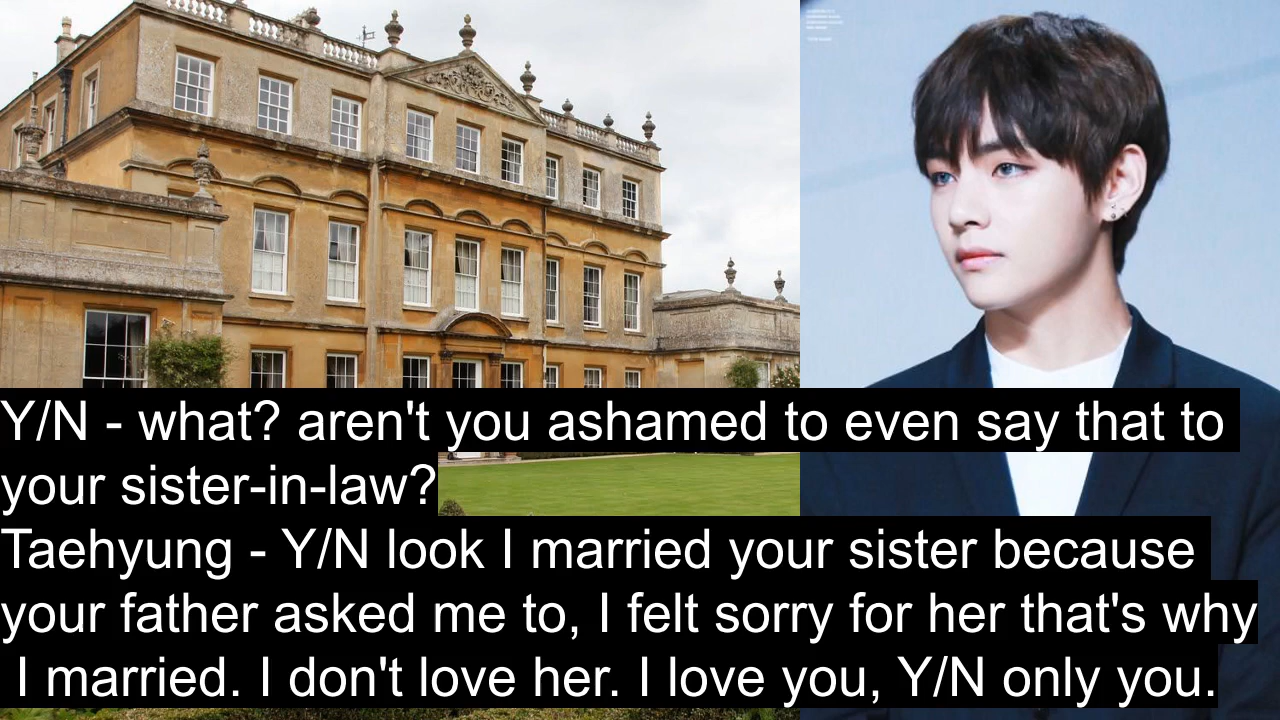 Y/N - what? aren't you ashamed to even say that to
your sister-in-law?
Taehyung - Y/N look I married your sister because
your father asked me to, I felt sorry for her that's why
I married. I don't love her. I love you, Y/N only you.